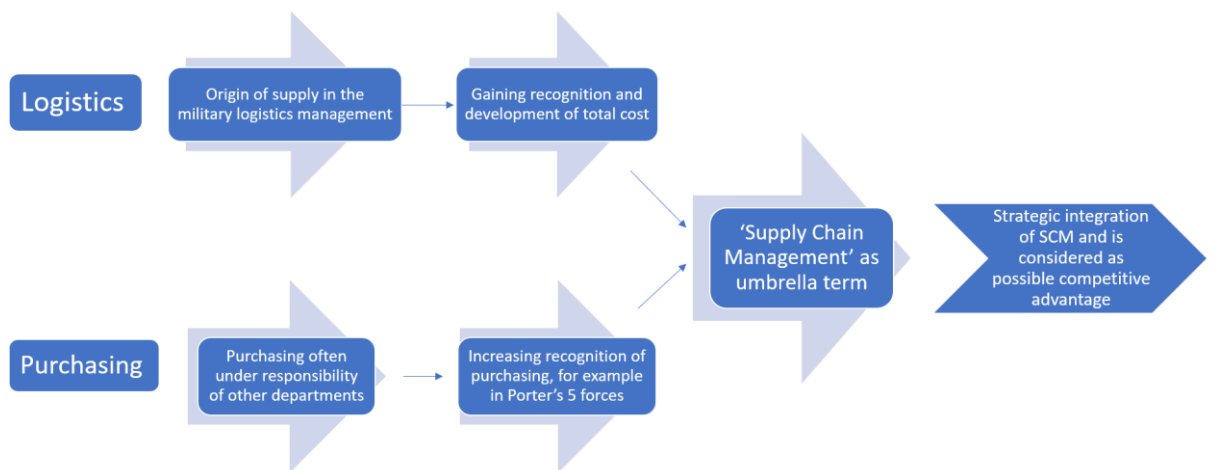 Logistics
Origin of supply in the
military logistics management
Gaining recognition and
development of total cost
‘Supply Chain
Management’ as
umbrella term
Strategic integration
of SCM and is
considered as
possible competitive
advantage
Purchasing
Purchasing often
under responsibility
of other departments
Increasing recognition of
purchasing, for example
in Porter’s 5 forces